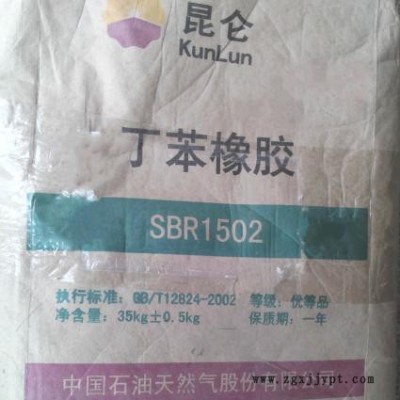 昆仑
KunLun
丁苯橡胶
SBR1502
执行标准：GB/T12824-2002 等级：优等品
净含量：35kg±0.5kg 保质期：一年
中国石油天然气股份有限公司
www.zgxjjypt.com